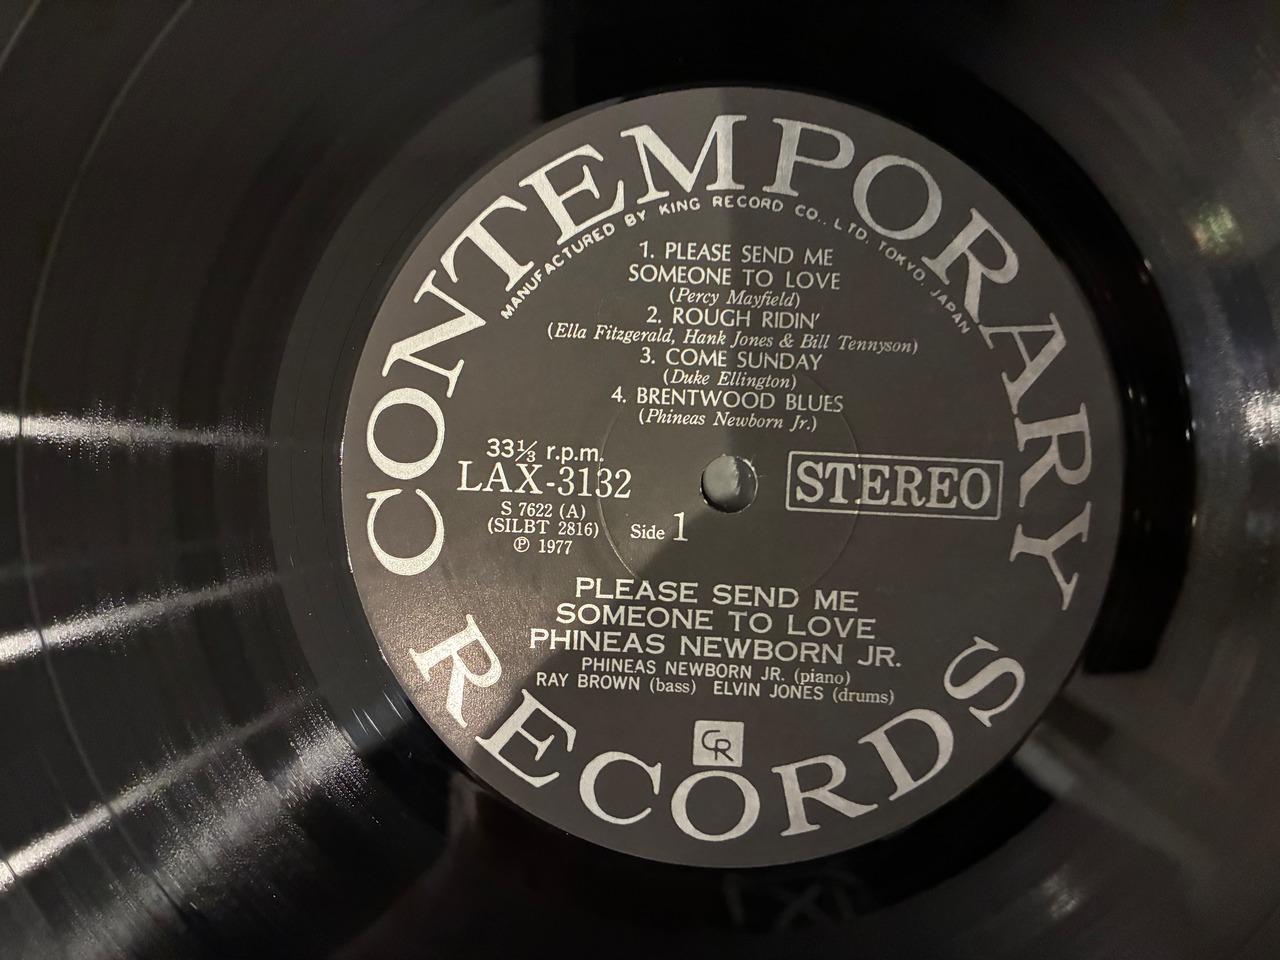 CONTEMPORARY
MANUFACTURED BY KING RECORD CO., LTD. TOKYO, JAPAN
1. PLEASE SEND ME
SOMEONE TO LOVE
(Percy Mayfield)
2. ROUGH RIDIN'
(Ella Fitzgerald, Hank Jones & Bill Tennyson)
3. COME SUNDAY
(Duke Ellington)
4. BRENTWOOD BLUES
(Phineas Newborn Jr.)
33⅓ r.p.m.
LAX-3132
S 7622 (A)
(SILBT 2816)
Ⓟ 1977
Side 1
STEREO
PLEASE SEND ME
SOMEONE TO LOVE
PHINEAS NEWBORN JR.
PHINEAS NEWBORN JR. (piano)
RAY BROWN (bass) ELVIN JONES (drums)
CR
RECORDS